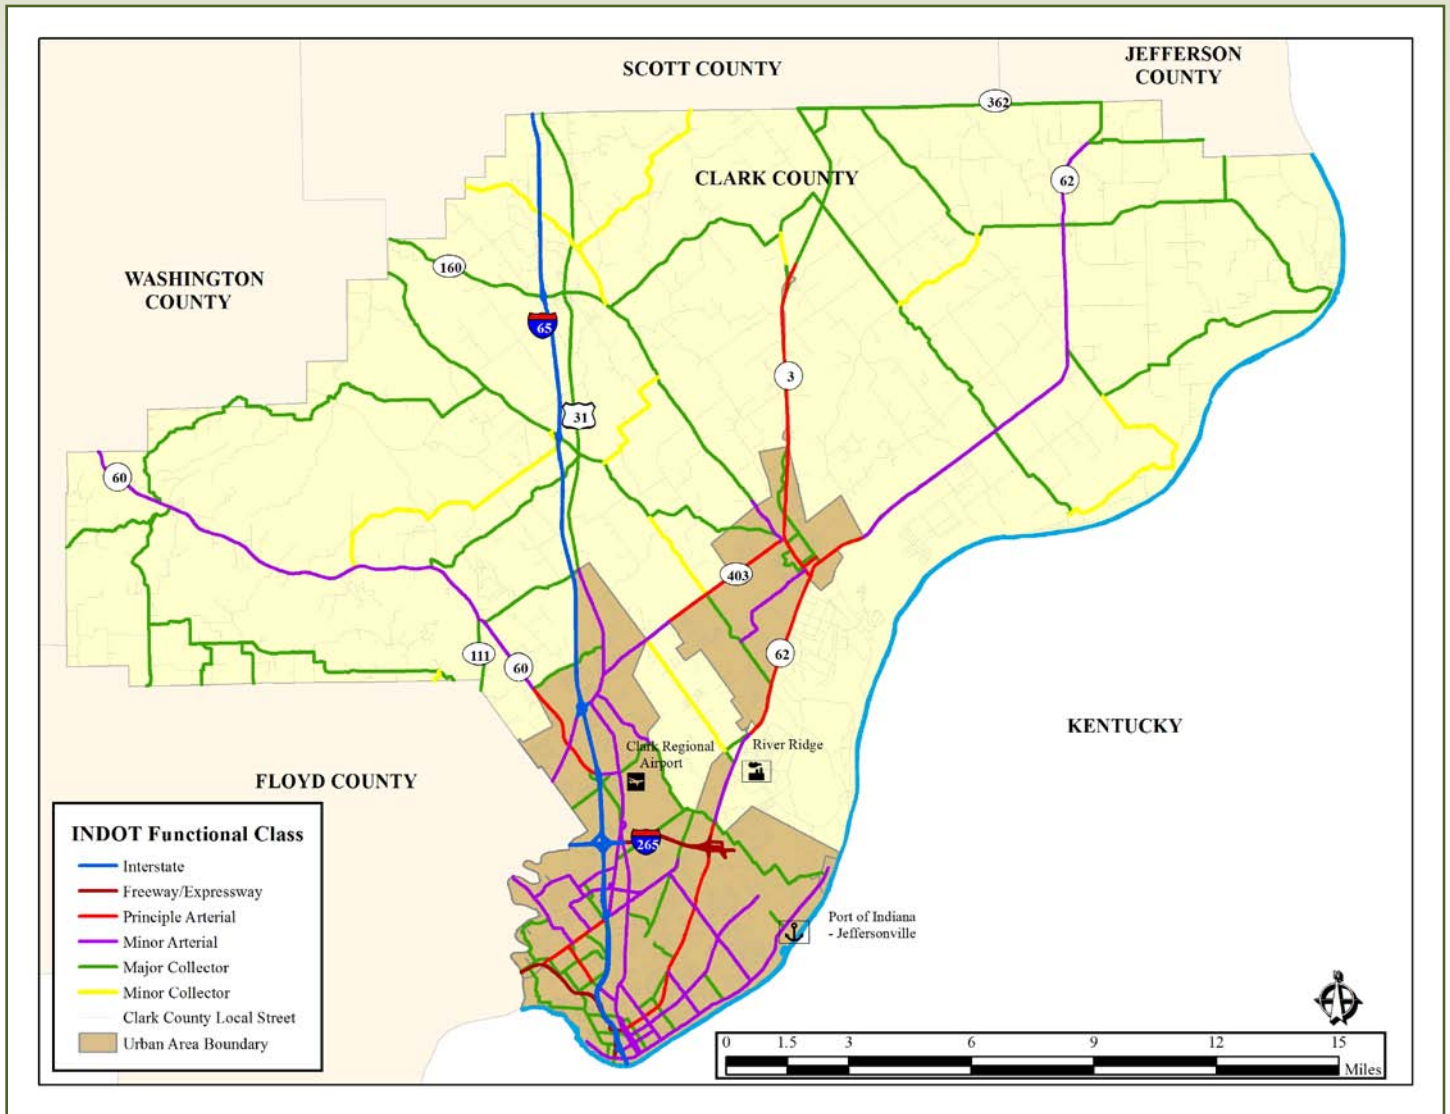 JEFFERSON
COUNTY
SCOTT COUNTY
362
CLARK COUNTY
62
160
WASHINGTON
COUNTY
65
3
31
60
403
111
60
62
KENTUCKY
Clark Regional
Airport
River Ridge
FLOYD COUNTY
265
INDOT Functional Class
Interstate
Freeway/Expressway
Principle Arterial
Minor Arterial
Major Collector
Minor Collector
Clark County Local Street
Urban Area Boundary
Port of Indiana
- Jeffersonville
0 1.5 3 6 9 12 15
Miles